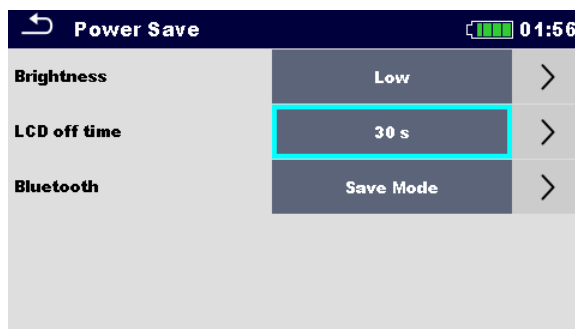 Power Save 01:56
Brightness Low
LCD off time 30 s
Bluetooth Save Mode